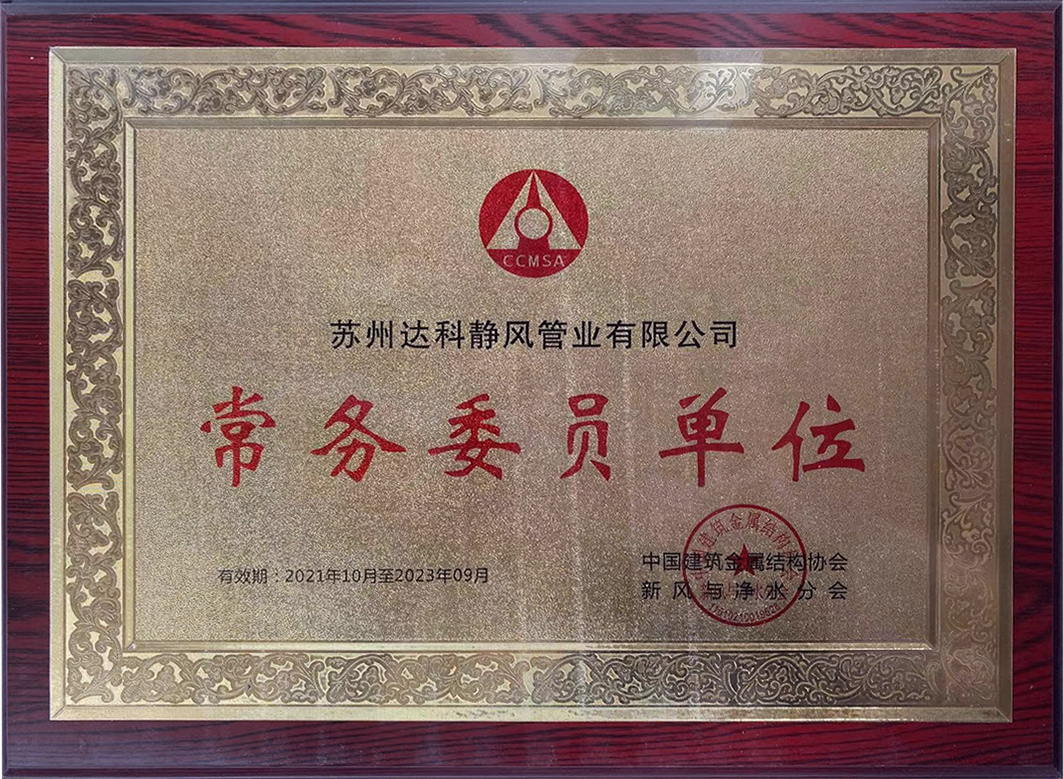 CCMSA
苏州达科静风管业有限公司
常务委员单位
有效期：2021年10月至2023年09月
中国建筑金属结构协会
新风与净水分会